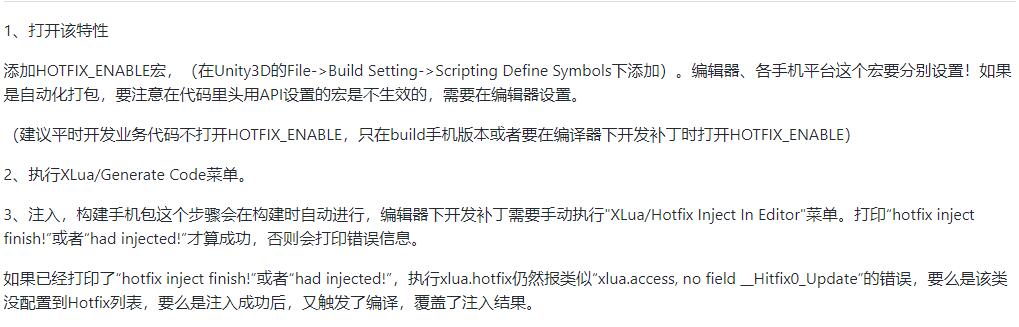 1、打开该特性
添加HOTFIX_ENABLE宏，（在Unity3D的File->Build Setting->Scripting Define Symbols下添加）。编辑器、各手机平台这个宏要分别设置！如果
是自动化打包，要注意在代码里头用API设置的宏是不生效的，需要在编辑器设置。
（建议平时开发业务代码不打开HOTFIX_ENABLE，只在build手机版本或者要在编译器下开发补丁时打开HOTFIX_ENABLE）
2、执行XLua/Generate Code菜单。
3、注入，构建手机包这个步骤会在构建时自动进行，编辑器下开发补丁需要手动执行"XLua/Hotfix Inject In Editor"菜单。打印“hotfix inject
finish!”或者“had injected!”才算成功，否则会打印错误信息。
如果已经打印了“hotfix inject finish!”或者“had injected!”，执行xlua.hotfix仍然报类似“xlua.access, no field __Hitfix0_Update”的错误，要么是该类
没配置到Hotfix列表，要么是注入成功后，又触发了编译，覆盖了注入结果。